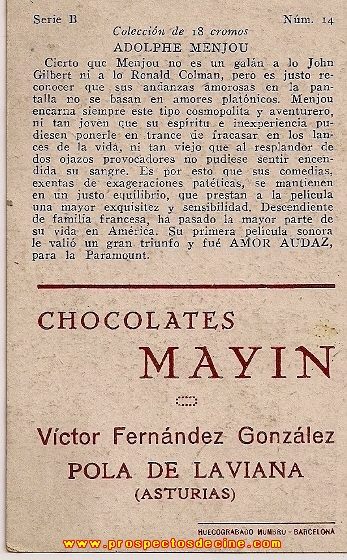 Serie B Núm. 14
Colección de 18 cromos
ADOLPHE MENJOU
Cierto que Menjou no es un galán a lo John
Gilbert ni a lo Ronald Colman, pero es justo re-
conocer que sus andanzas amorosas en la pan-
talla no se basan en amores platónicos. Menjou
encarna siempre este tipo cosmopolita y aventurero,
ni tan joven que su espíritu e inexperiencia pu-
diesen ponerle en trance de fracasar en los lan-
ces de la vida, ni tan viejo que al resplandor de
dos ojazos provocadores no pudiese sentir encen-
dida su sangre. Es por esto que sus comedias,
exentas de exageraciones patéticas, se mantienen
en un justo equilibrio, que prestan a la película
una mayor exquisitez y sensibilidad. Descendiente
de familia francesa, ha pasado la mayor parte de
su vida en América. Su primera película sonora
le valió un gran triunfo y fué AMOR AUDAZ,
para la Paramount.
CHOCOLATES
MAYIN
Víctor Fernández González
POLA DE LAVIANA
(ASTURIAS)
HUECOGRABADO MUMBRU - BARCELONA
www.prospectosdecine.com